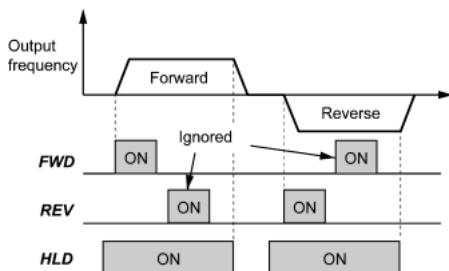 Output
frequency
Forward
Reverse
Ignored
FWD
ON
ON
REV
ON
ON
HLD
ON
ON